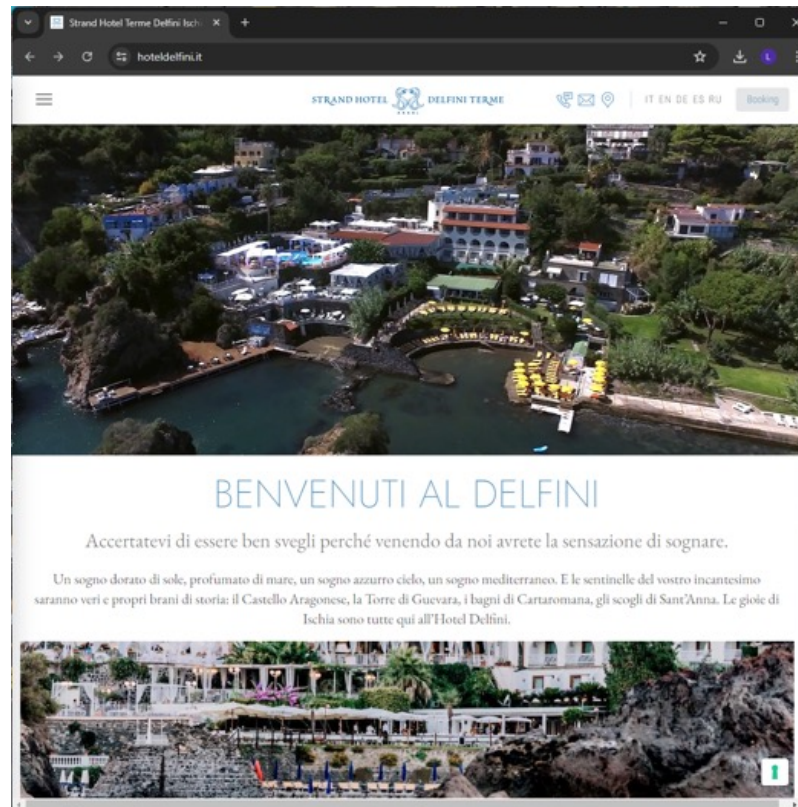 Strand Hotel Terme Delfini Isch
hoteldelfini.it
L
STRAND HOTEL DELFINI TERME
IT EN DE ES RU
Booking
BENVENUTI AL DELFINI
Accertatevi di essere ben svegli perché venendo da noi avrete la sensazione di sognare.
Un sogno dorato di sole, profumato di mare, un sogno azzurro cielo, un sogno mediterraneo. E le sentinelle del vostro incantesimo
saranno veri e propri brani di storia: il Castello Aragonese, la Torre di Guevara, i bagni di Cartaromana, gli scogli di Sant'Anna. Le gioie di
Ischia sono tutte qui all'Hotel Delfini.